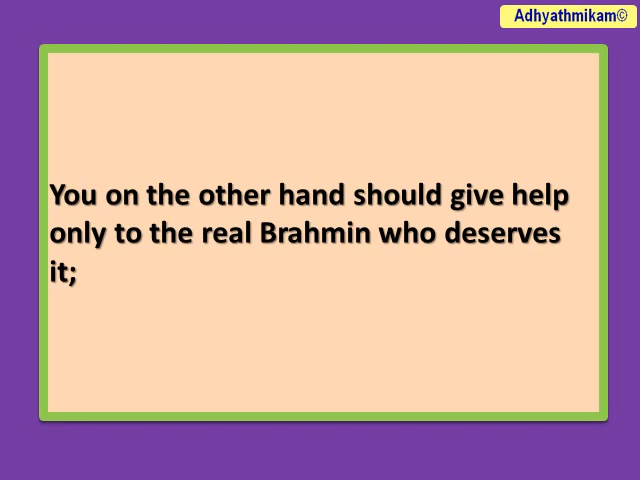 Adhyathmikam©
You on the other hand should give help
only to the real Brahmin who deserves
it;